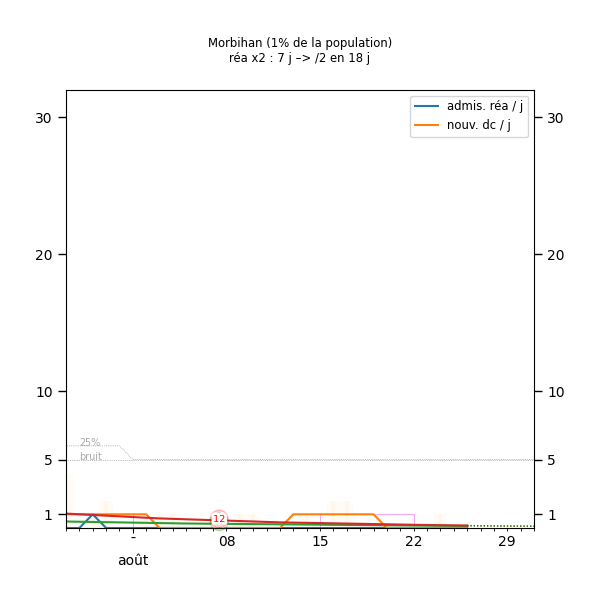 Morbihan (1% de la population)
réa x2 : 7 j –> /2 en 18 j
admis. réa / j
nouv. dc / j
30 30
20 20
10 10
25%
bruit
5 5
12
1 1
- 08 15 22 29
août